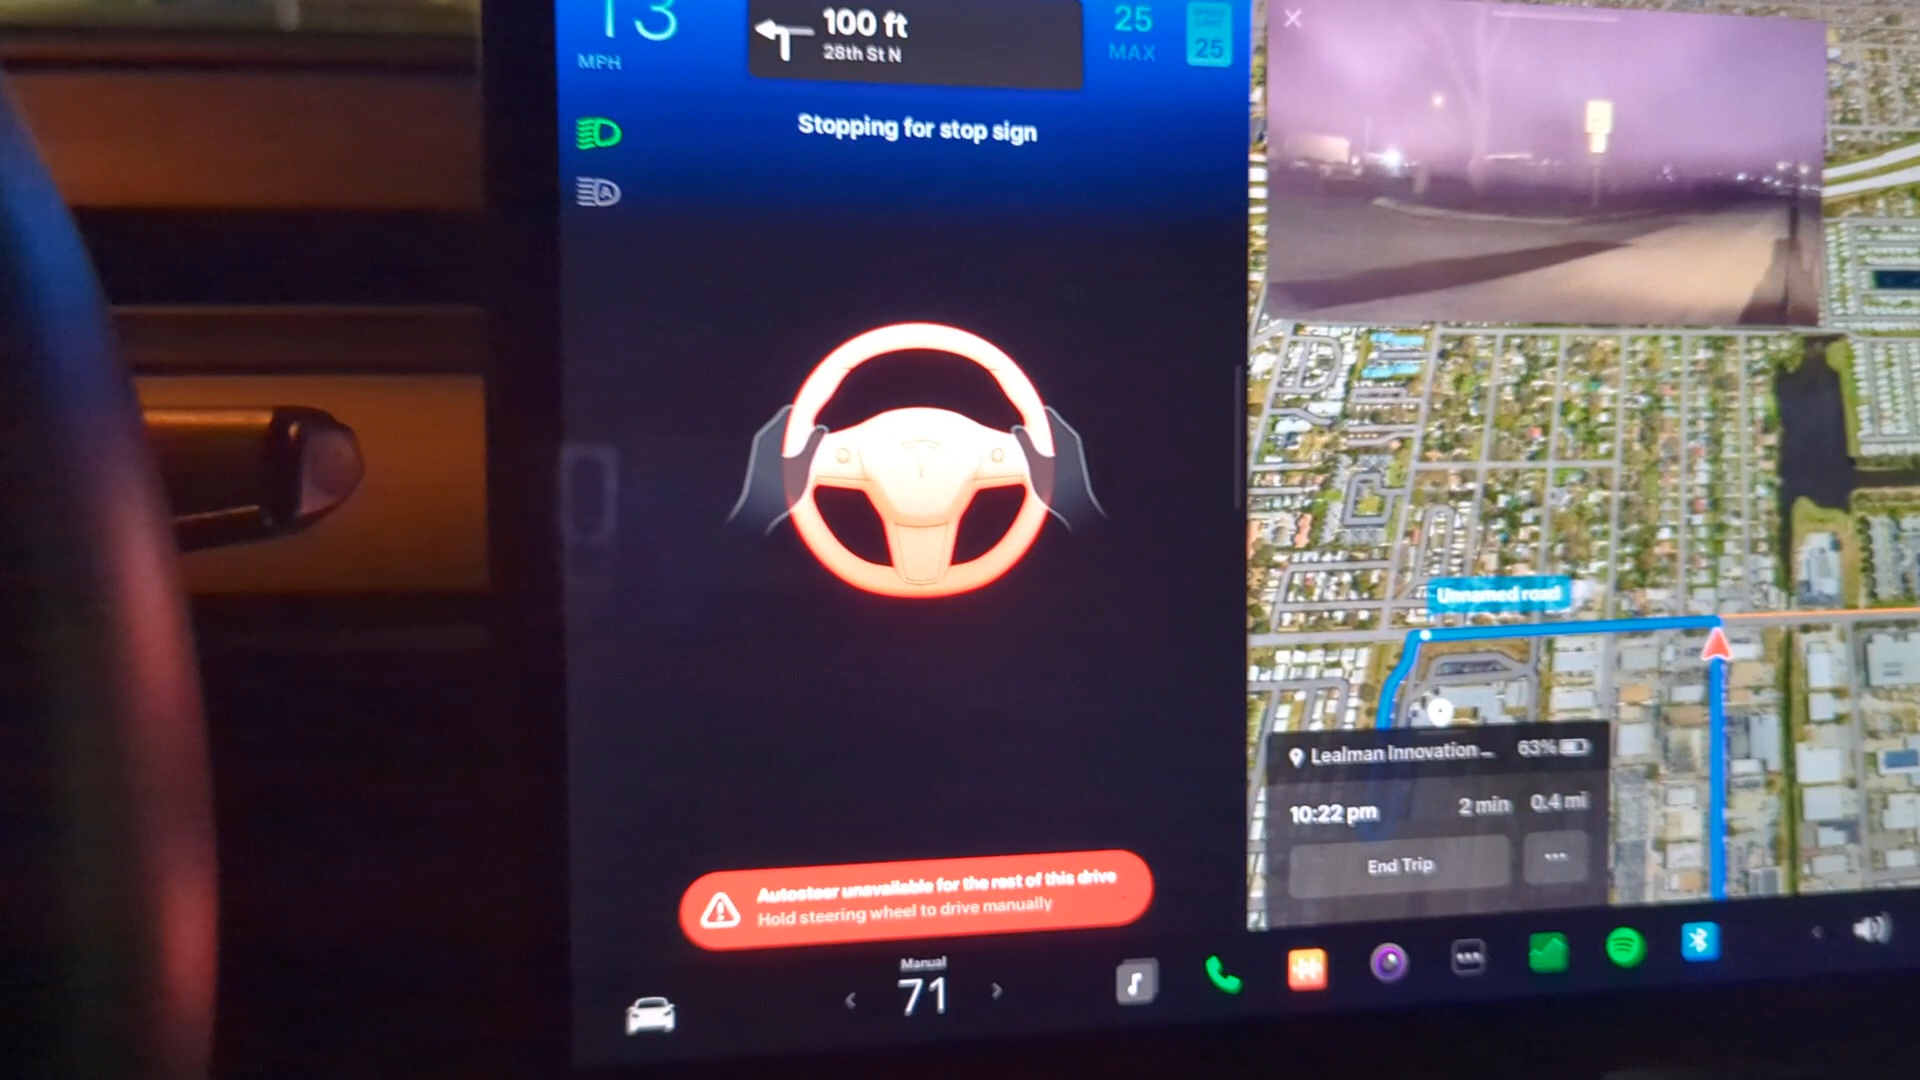 13
MPH
100 ft
28th St N
25
MAX
25
Stopping for stop sign
Unnamed road
Lealman Innovation ...
63%
10:22 pm
2 min
0.4 mi
End Trip
Autosteer unavailable for the rest of this drive
Hold steering wheel to drive manually
Manual
71